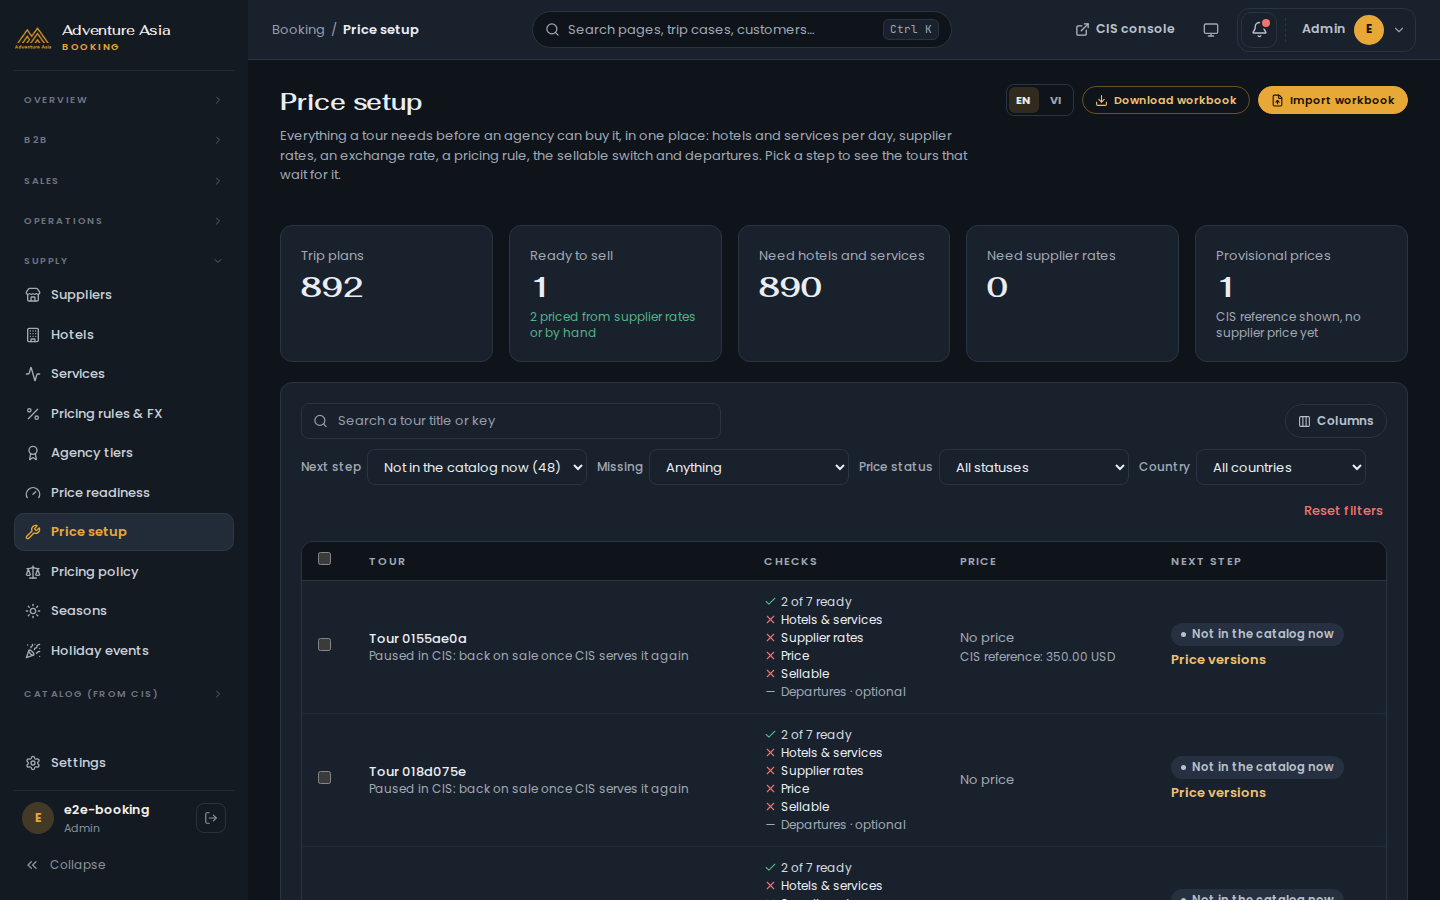 Adventure Asia
BOOKING
Adventure Asia
OVERVIEW
B2B
SALES
OPERATIONS
SUPPLY
Suppliers
Hotels
Services
Pricing rules & FX
Agency tiers
Price readiness
Price setup
Pricing policy
Seasons
Holiday events
CATALOG (FROM CIS)
Settings
E
e2e-booking
Admin
Collapse
Booking / Price setup
Search pages, trip cases, customers…
Ctrl K
CIS console
Admin
E
Price setup
EN
VI
Download workbook
Import workbook
Everything a tour needs before an agency can buy it, in one place: hotels and services per day, supplier
rates, an exchange rate, a pricing rule, the sellable switch and departures. Pick a step to see the tours that
wait for it.
Trip plans
892
Ready to sell
1
2 priced from supplier rates
or by hand
Need hotels and services
890
Need supplier rates
0
Provisional prices
1
CIS reference shown, no
supplier price yet
Search a tour title or key
Columns
Next step
Not in the catalog now (48)
Missing
Anything
Price status
All statuses
Country
All countries
Reset filters
TOUR
CHECKS
PRICE
NEXT STEP
Tour 0155ae0a
Paused in CIS: back on sale once CIS serves it again
2 of 7 ready
Hotels & services
Supplier rates
Price
Sellable
Departures · optional
No price
CIS reference: 350.00 USD
Not in the catalog now
Price versions
Tour 018d075e
Paused in CIS: back on sale once CIS serves it again
2 of 7 ready
Hotels & services
Supplier rates
Price
Sellable
Departures · optional
No price
Not in the catalog now
Price versions
2 of 7 ready
Hotels & services
Not in the catalog now